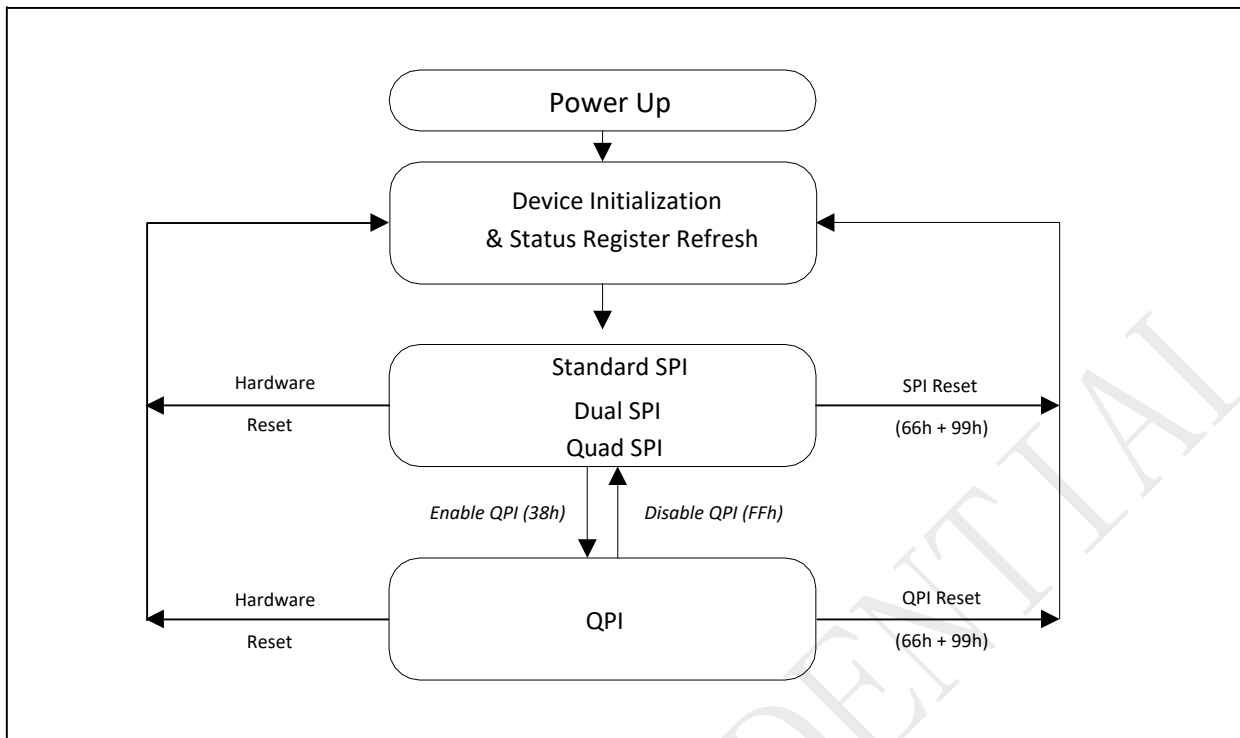 Power Up
Device Initialization
& Status Register Refresh
Standard SPI
Dual SPI
Quad SPI
Hardware
Reset
SPI Reset
(66h + 99h)
Enable QPI (38h)
Disable QPI (FFh)
QPI
Hardware
Reset
QPI Reset
(66h + 99h)
DENTIAL